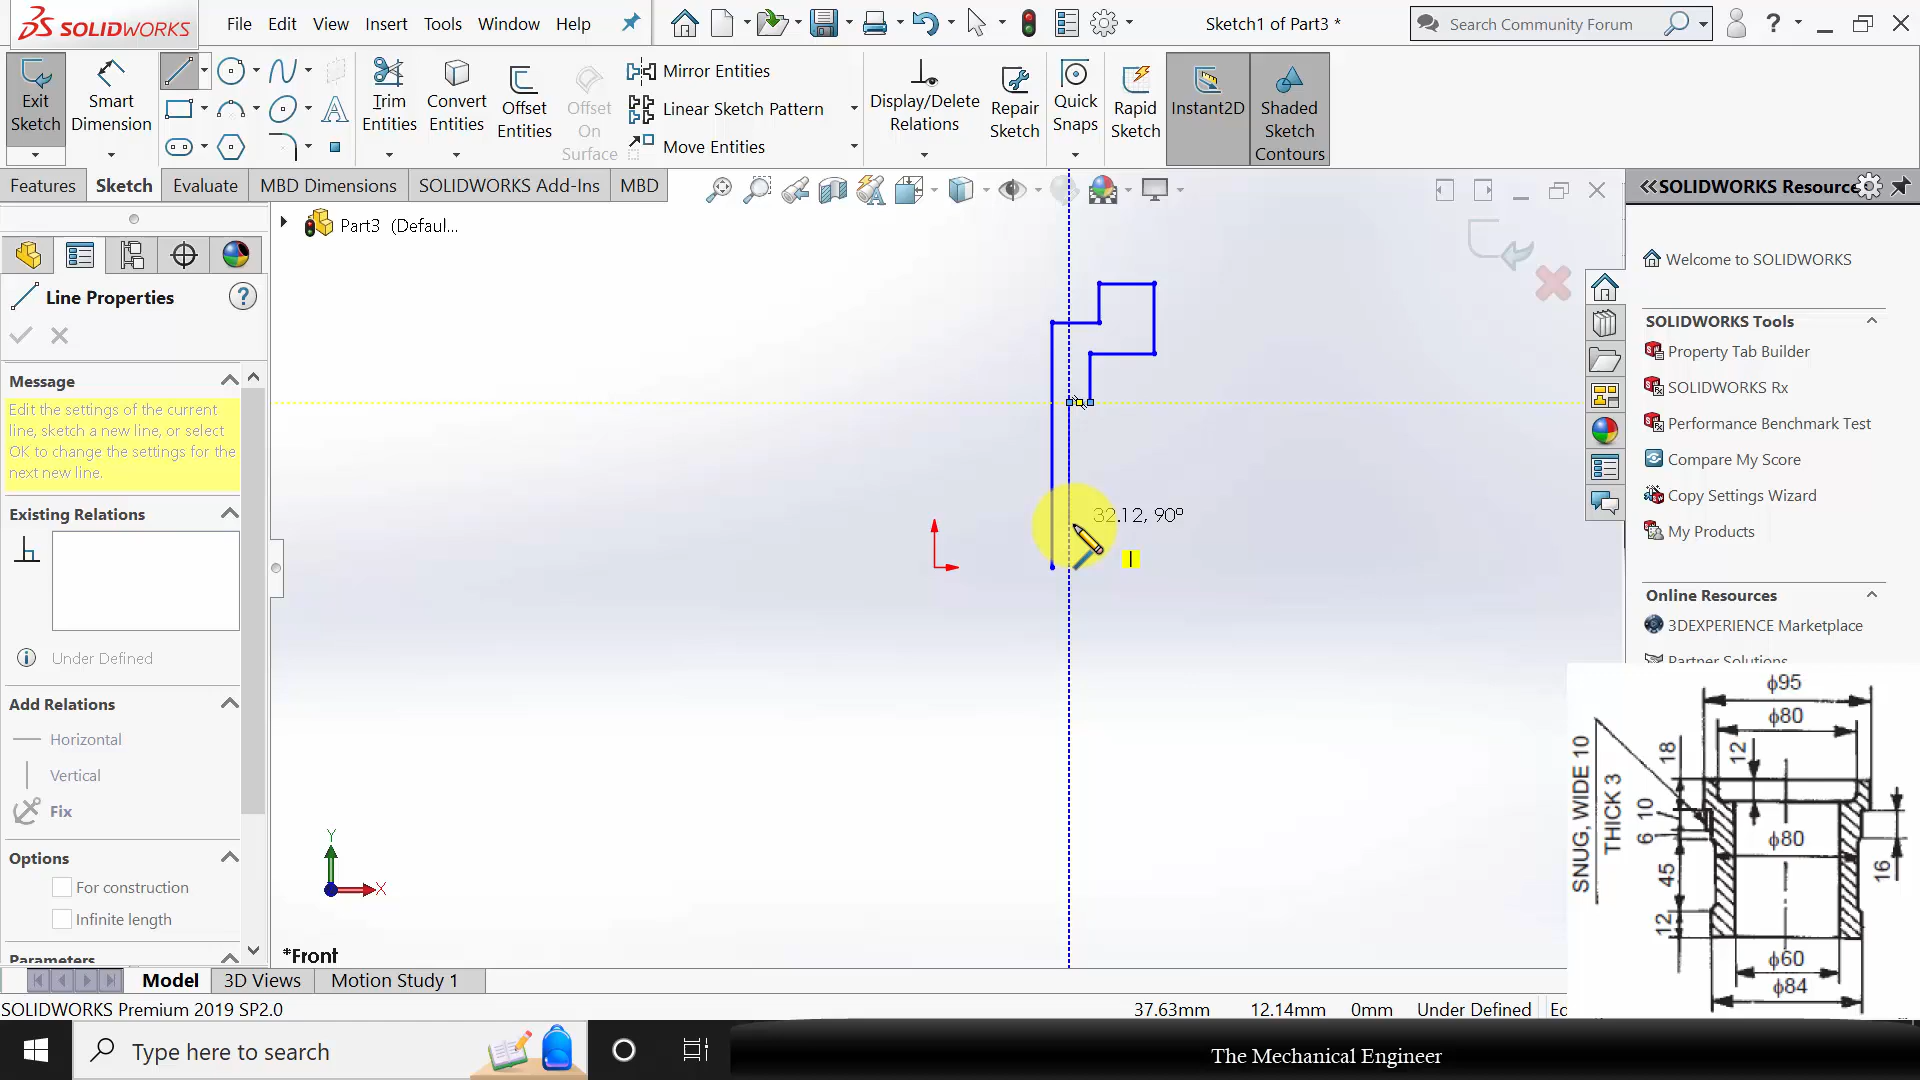 SOLIDWORKS
File Edit View Insert Tools Window Help
Sketch1 of Part3 *
Search Community Forum
Exit Sketch
Smart Dimension
Trim Entities
Convert Entities
Offset Entities
Offset On Surface
Mirror Entities
Linear Sketch Pattern
Move Entities
Display/Delete Relations
Repair Sketch
Quick Snaps
Rapid Sketch
Instant2D
Shaded Sketch Contours
Features Sketch Evaluate MBD Dimensions SOLIDWORKS Add-Ins MBD
SOLIDWORKS Resource
Part3 (Defaul...
Welcome to SOLIDWORKS
Line Properties
SOLIDWORKS Tools
Property Tab Builder
SOLIDWORKS Rx
Performance Benchmark Test
Compare My Score
Copy Settings Wizard
My Products
Online Resources
3DEXPERIENCE Marketplace
Partner Solutions
Message
Edit the settings of the current
line, sketch a new line, or select
OK to change the settings for the
next new line.
Existing Relations
Under Defined
Add Relations
Horizontal
Vertical
Fix
Options
For construction
Infinite length
Parameters
32.12, 90°
Y
X
*Front
ϕ95
ϕ80
18
12
SNUG, WIDE 10
THICK 3
10
6
ϕ80
45
16
12
ϕ60
ϕ84
Model 3D Views Motion Study 1
SOLIDWORKS Premium 2019 SP2.0
37.63mm 12.14mm 0mm Under Defined
Type here to search
The Mechanical Engineer